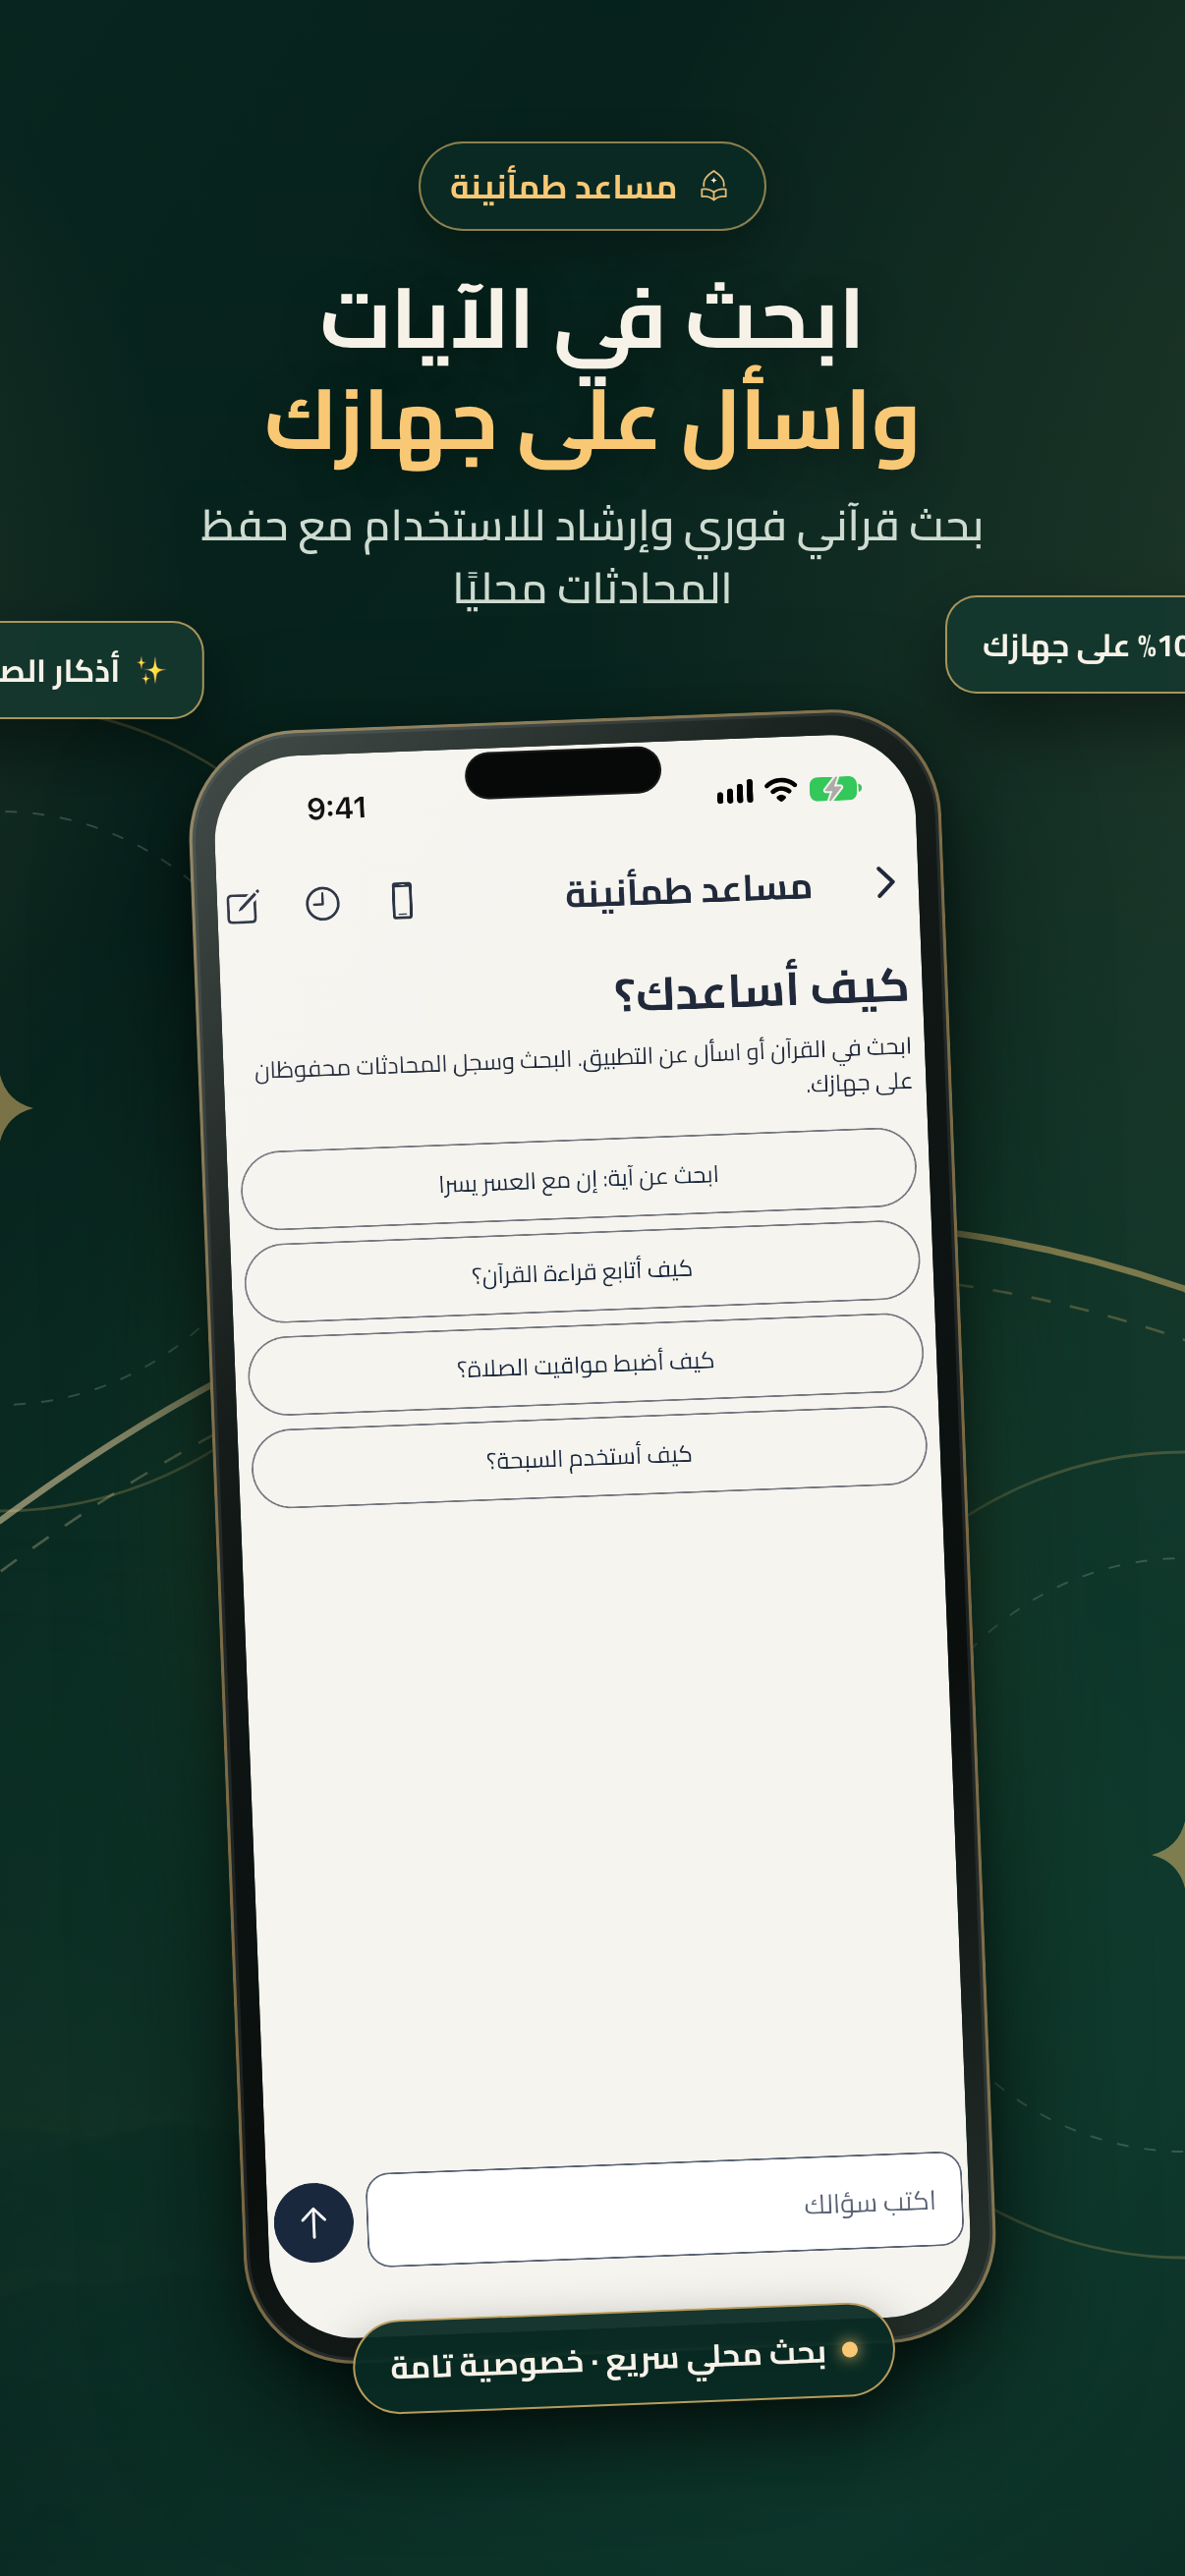 مساعد طمأنينة
ابحث في الآيات
واسأل على جهازك
بحث قرآني فوري وإرشاد للاستخدام مع حفظ
المحادثات محليًا
%10 على جهازك
أذكار
9:41
مساعد طمأنينة
كيف أساعدك؟
ابحث في القرآن أو اسأل عن التطبيق. البحث وسجل المحادثات محفوظان
على جهازك.
ابحث عن آية: إن مع العسر يسرا
كيف أتابع قراءة القرآن؟
كيف أضبط مواقيت الصلاة؟
كيف أستخدم السبحة؟
اكتب سؤالك
بحث محلي سريع · خصوصية تامة